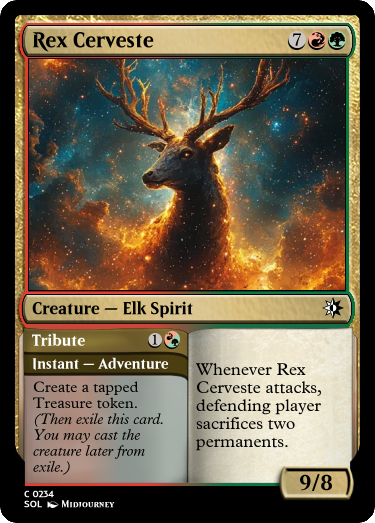 Rex Cerveste
7
Creature — Elk Spirit
Tribute
1
Instant — Adventure
Create a tapped
Treasure token.
(Then exile this card.
You may cast the
creature later from
exile.)
Whenever Rex
Cerveste attacks,
defending player
sacrifices two
permanents.
9/8
C 0234
SOL Midjourney